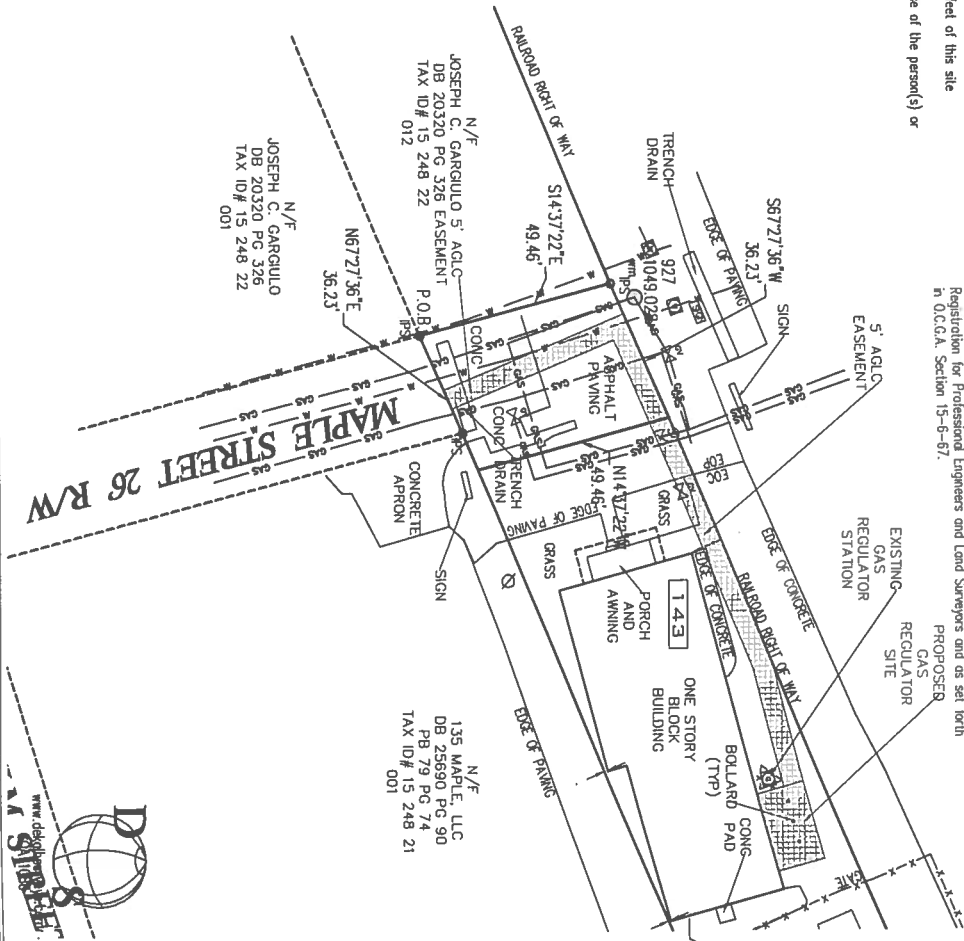 feet of this site
se of the person(s) or
Registration for Professional Engineers and Land Surveyors and as set forth
in O.C.G.A. Section 15-6-67.
RAILROAD RIGHT OF WAY
TRENCH
DRAIN
S67°27'36"W
36.23'
EDGE OF PAVING
SIGN
5' AGLC
EASEMENT
EXISTING
GAS
REGULATOR
STATION
PROPOSED
GAS
REGULATOR
SITE
S14°37'22"E
49.46'
927
1049.02
IPS
GAS
GV
EOP
EOC
EDGE OF CONCRETE
RAILROAD RIGHT OF WAY
N/F
JOSEPH C. GARGIULO 5' AGLC
DB 20320 PG 326 EASEMENT
TAX ID# 15 248 22
012
P.O.B.
IPS
CONC
ASPHALT
PAVING
CONC
TRENCH
DRAIN
IPS
N14°37'22"W
49.46'
GRASS
EDGE OF PAVING
GRASS
PORCH
AND
AWNING
143
EDGE OF CONCRETE
ONE STORY
BLOCK
BUILDING
BOLLARD
(TYP)
CONC
PAD
GATE
N/F
JOSEPH C. GARGIULO
DB 20320 PG 326
TAX ID# 15 248 22
001
N67°27'36"E
36.23'
MAPLE STREET 26' R/W
CONCRETE
APRON
SIGN
EDGE OF PAVING
N/F
135 MAPLE, LLC
DB 25690 PG 90
PB 79 PG 74
TAX ID# 15 248 21
001
D
8